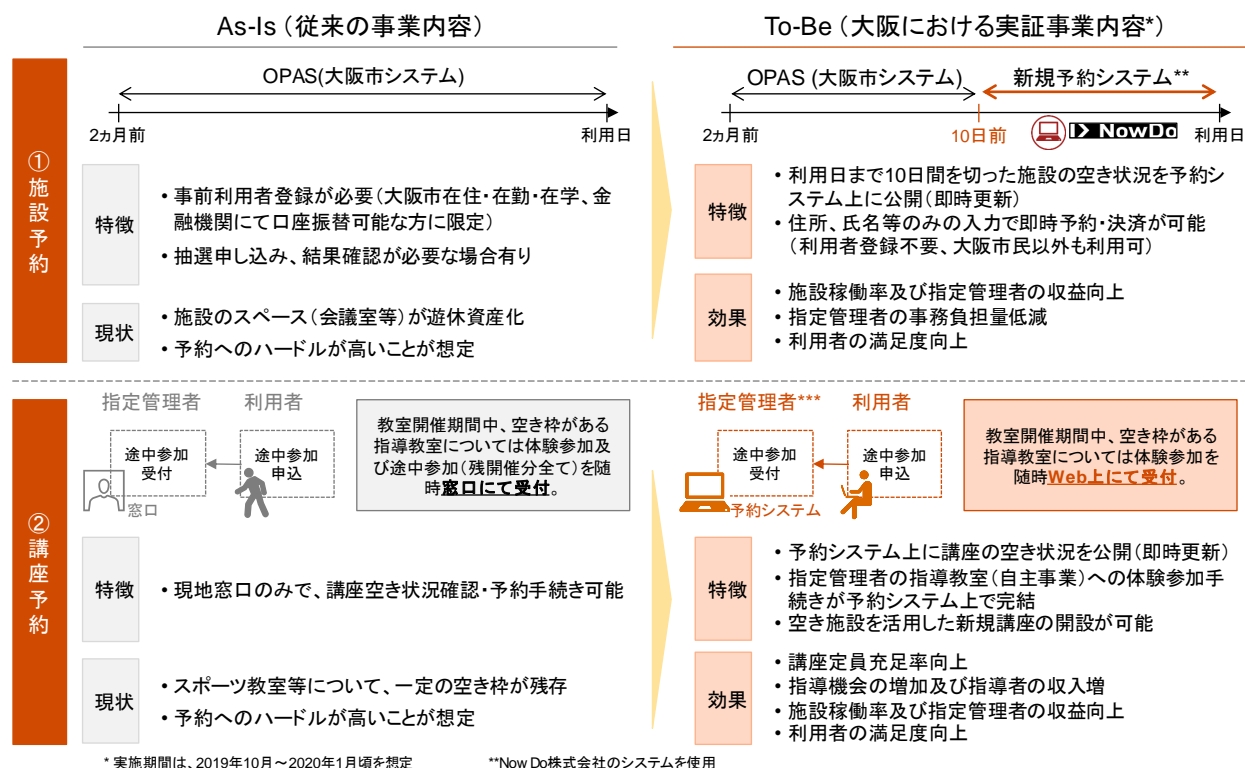 As-Is（従来の事業内容）
To-Be（大阪における実証事業内容*）
①施設予約
OPAS(大阪市システム)
2ヵ月前
利用日
特徴
・事前利用者登録が必要（大阪市在住・在勤・在学、金
融機関にて口座振替可能な方に限定）
・抽選申し込み、結果確認が必要な場合有り
現状
・施設のスペース（会議室等）が遊休資産化
・予約へのハードルが高いことが想定
OPAS (大阪市システム)
新規予約システム**
2ヵ月前
10日前
NowDo
利用日
特徴
・利用日まで10日間を切った施設の空き状況を予約シ
ステム上に公開（即時更新）
・住所、氏名等のみの入力で即時予約・決済が可能
（利用者登録不要、大阪市民以外も利用可）
効果
・施設稼働率及び指定管理者の収益向上
・指定管理者の事務負担量低減
・利用者の満足度向上
②講座予約
指定管理者
利用者
途中参加
受付
途中参加
申込
窓口
教室開催期間中、空き枠がある
指導教室については体験参加及
び途中参加（残開催分全て）を随
時窓口にて受付。
特徴
・現地窓口のみで、講座空き状況確認・予約手続き可能
現状
・スポーツ教室等について、一定の空き枠が残存
・予約へのハードルが高いことが想定
指定管理者***
利用者
途中参加
受付
途中参加
申込
予約システム
教室開催期間中、空き枠がある
指導教室については体験参加を
随時Web上にて受付。
特徴
・予約システム上に講座の空き状況を公開（即時更新）
・指定管理者の指導教室（自主事業）への体験参加手
続きが予約システム上で完結
・空き施設を活用した新規講座の開設が可能
効果
・講座定員充足率向上
・指導機会の増加及び指導者の収入増
・施設稼働率及び指定管理者の収益向上
・利用者の満足度向上
* 実施期間は、2019年10月～2020年1月頃を想定
**Now Do株式会社のシステムを使用